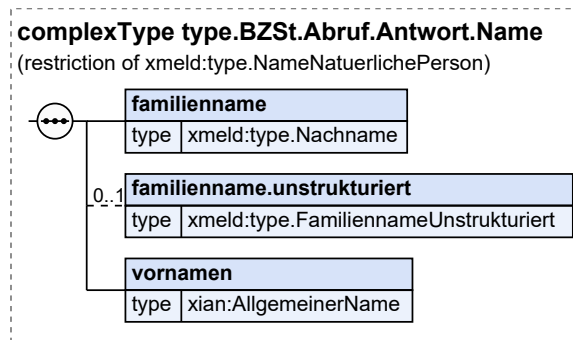 complexType type.BZSt.Abruf.Antwort.Name
(restriction of xmeld:type.NameNatuerlichePerson)
familienname
type xmeld:type.Nachname
0..1
familienname.unstrukturiert
type xmeld:type.FamiliennameUnstrukturiert
vornamen
type xian:AllgemeinerName